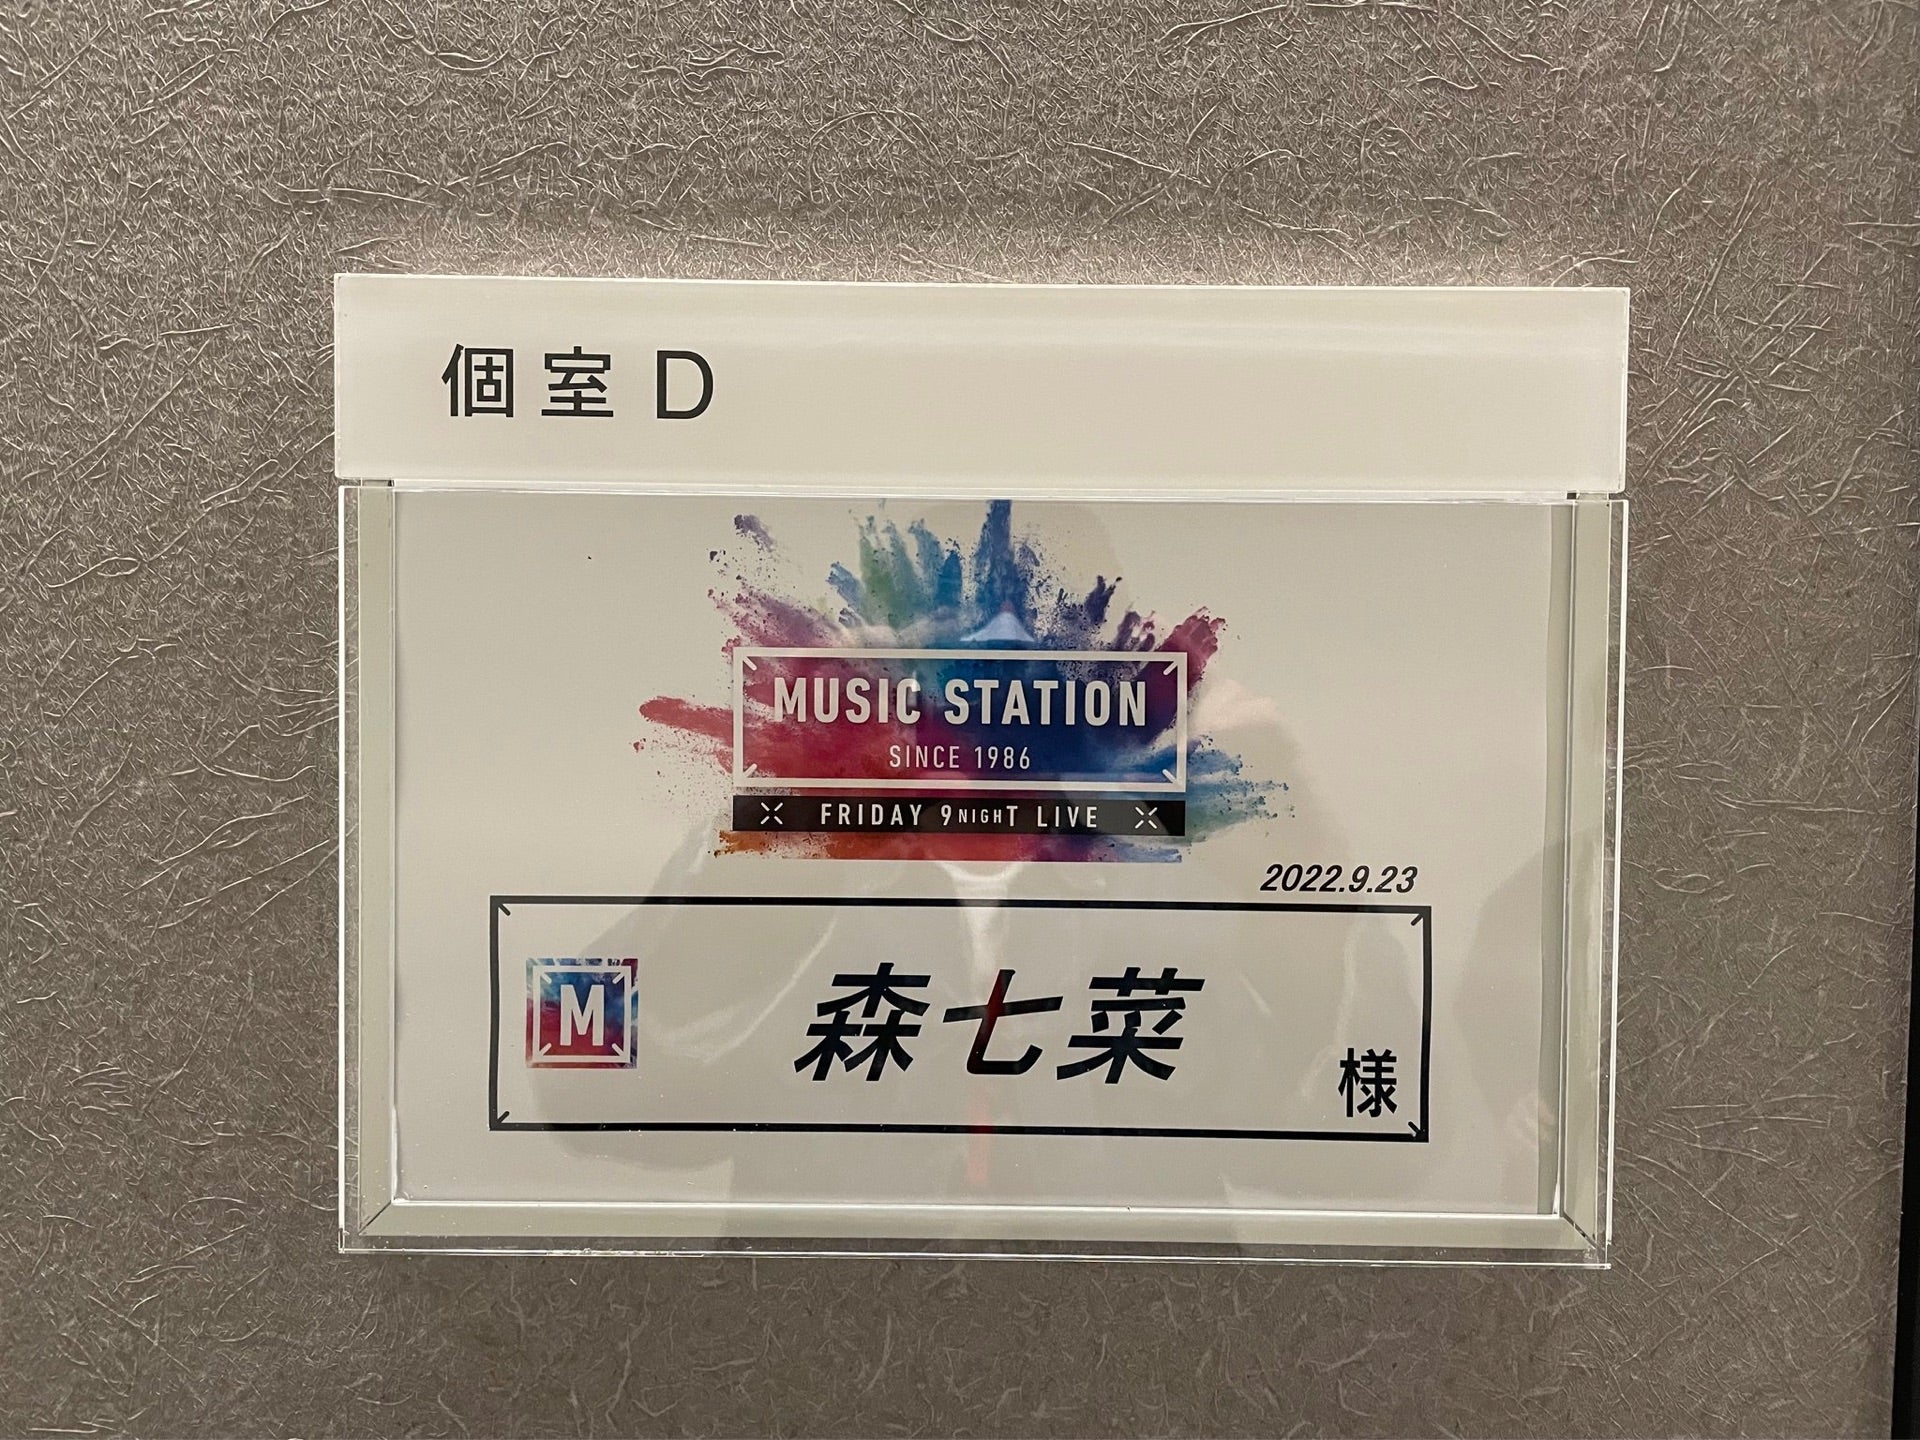 個室 D
MUSIC STATION
SINCE 1986
FRIDAY 9NIGHT LIVE
2022.9.23
M
森七菜
様